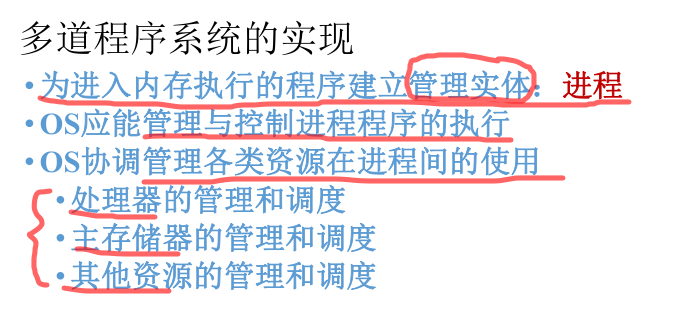 多道程序系统的实现
•为进入内存执行的程序建立管理实体：进程
•OS应能管理与控制进程程序的执行
•OS协调管理各类资源在进程间的使用
•处理器的管理和调度
•主存储器的管理和调度
•其他资源的管理和调度